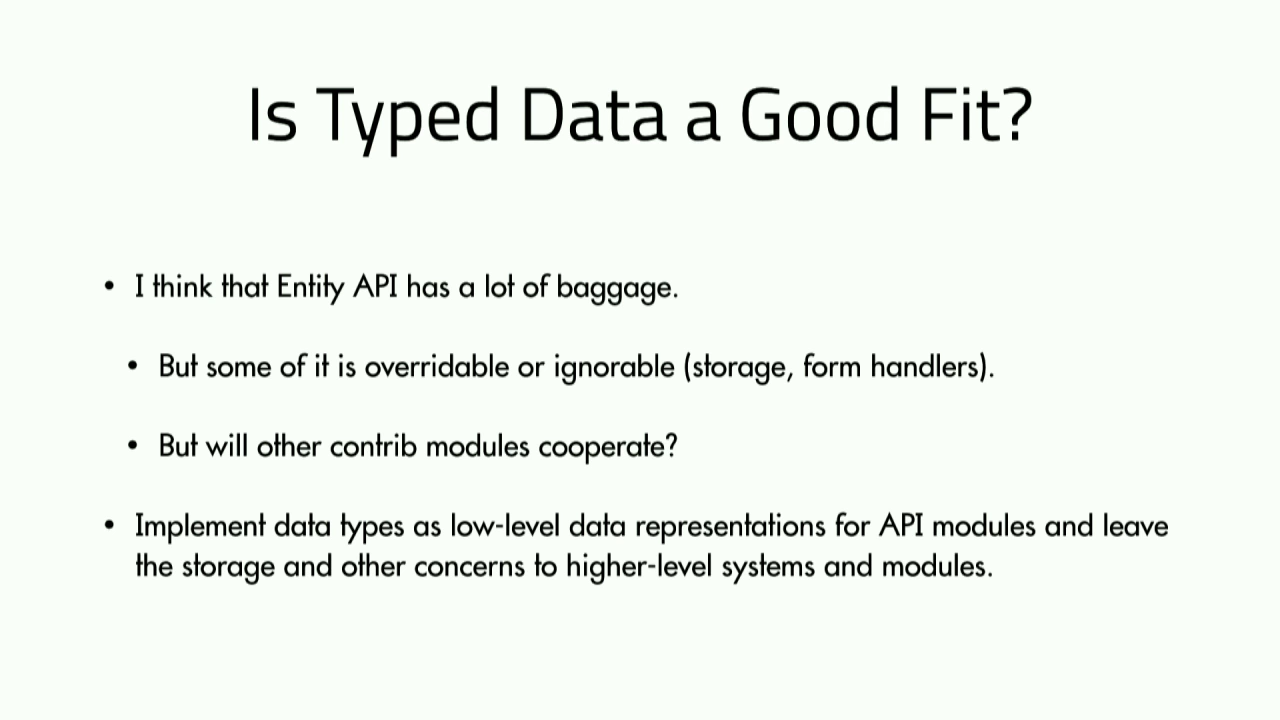 Is Typed Data a Good Fit?
• I think that Entity API has a lot of baggage.
• But some of it is overridable or ignorable (storage, form handlers).
• But will other contrib modules cooperate?
• Implement data types as low-level data representations for API modules and leave
the storage and other concerns to higher-level systems and modules.